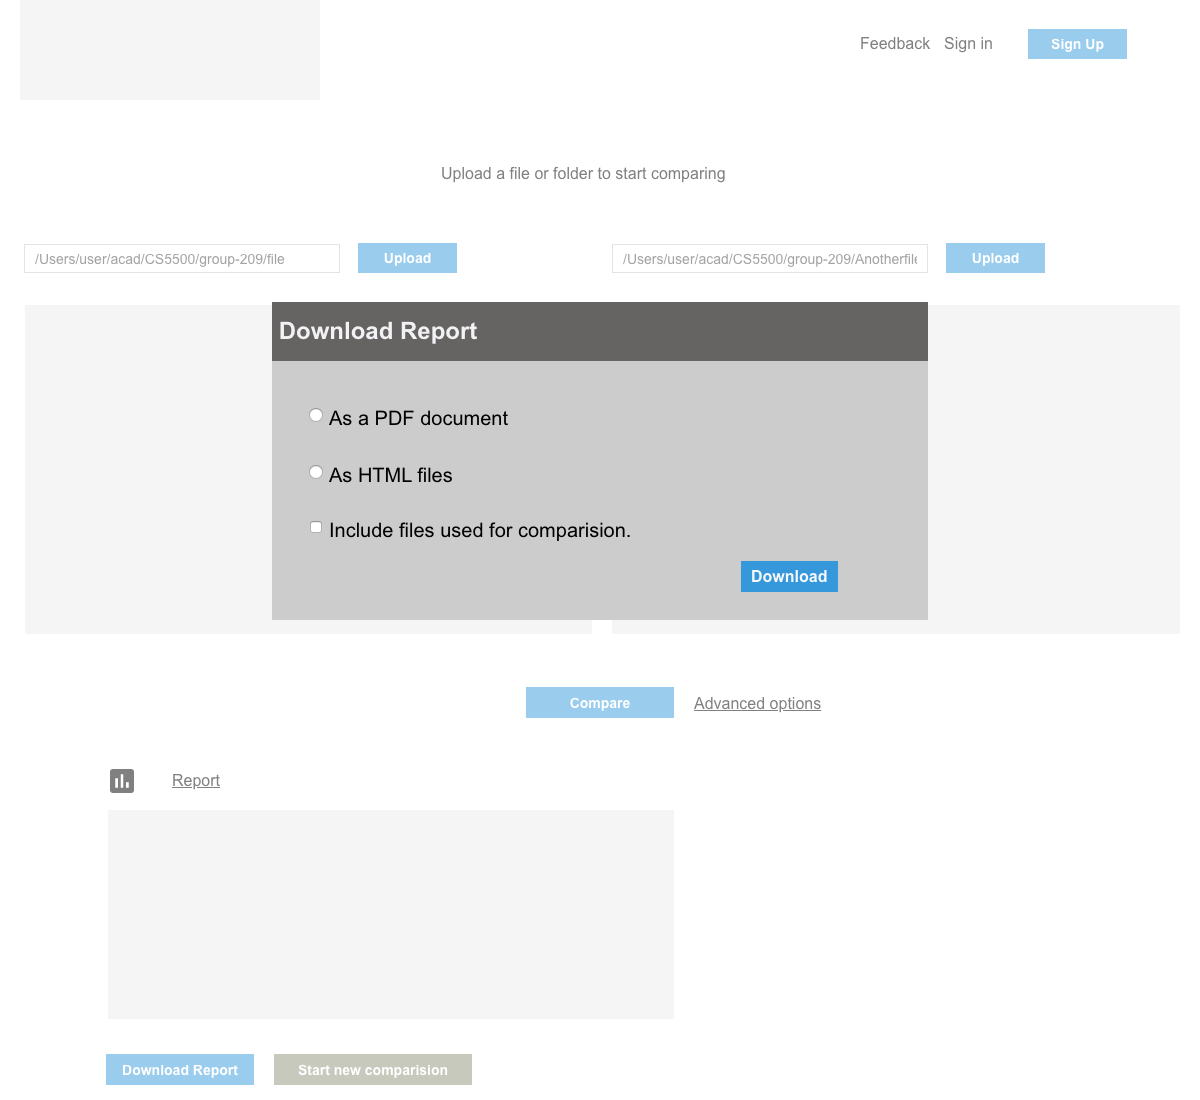 Feedback Sign in Sign Up
Upload a file or folder to start comparing
/Users/user/acad/CS5500/group-209/file Upload /Users/user/acad/CS5500/group-209/Anotherfile Upload
Download Report
As a PDF document
As HTML files
Include files used for comparision.
Download
Compare Advanced options
Report
Download Report Start new comparision